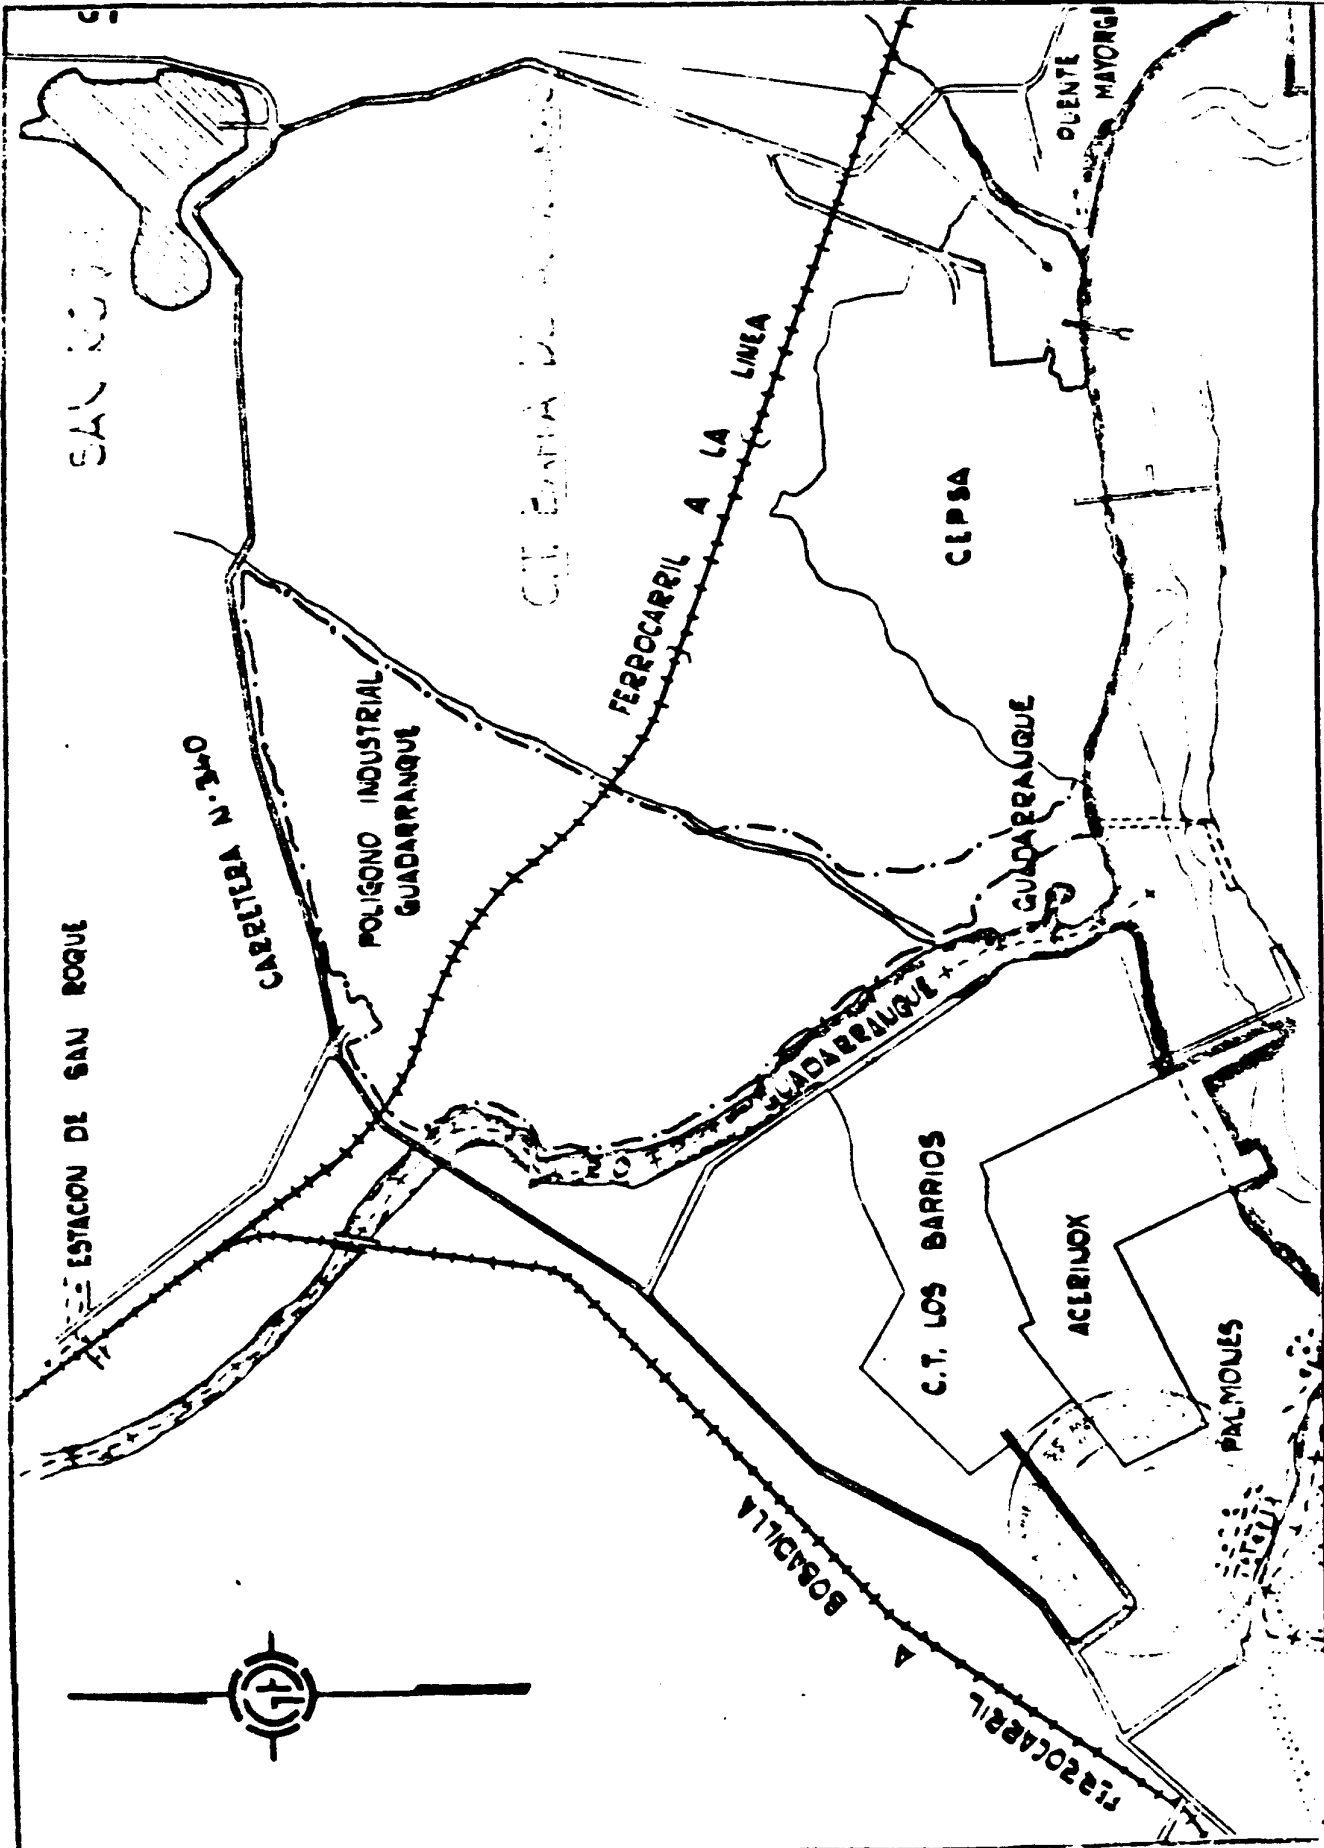 ESTACION DE SAN ROQUE
CARRETERA N-340
POLIGONO INDUSTRIAL
GUADARRANQUE
FERROCARRIL A LA LINEA
PUENTE
MAYORGA
CEPSA
GUADARRANQUE
GUADARRANQUE
C.T. LOS BARRIOS
ACERINOX
PALMONES
FERROCARRIL A BOBADILLA